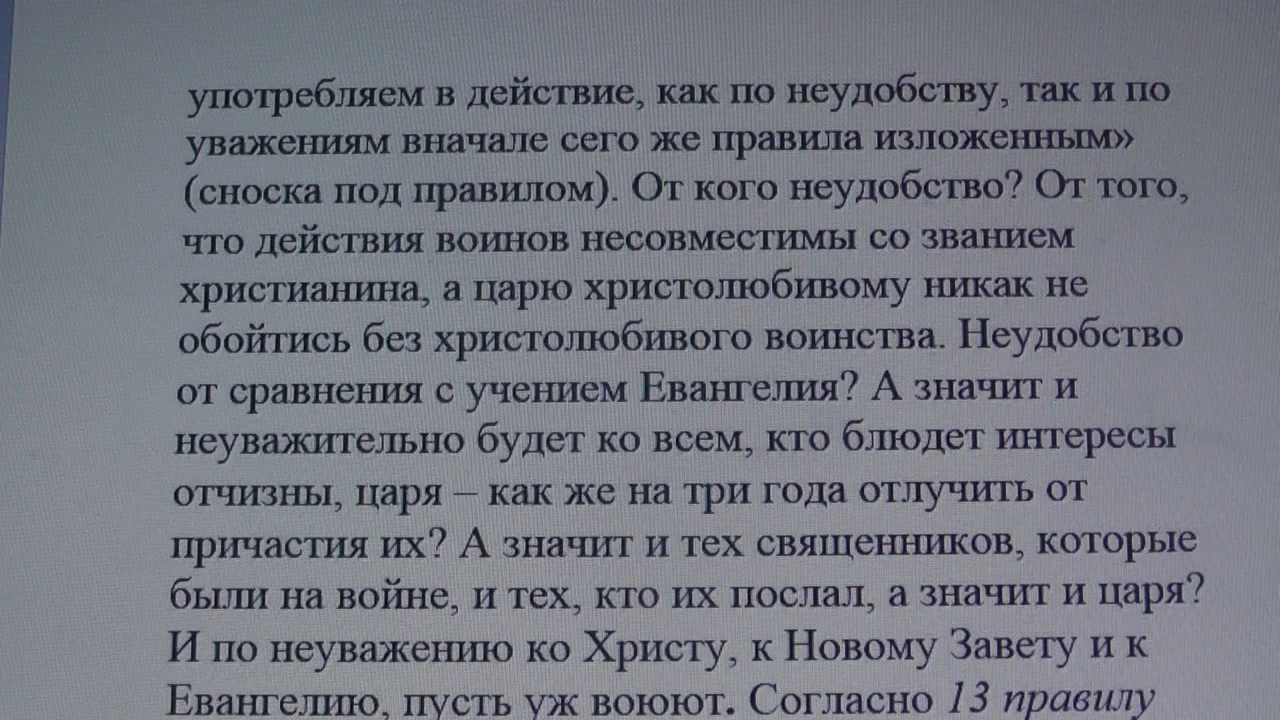 употребляем в действие, как по неудобству, так и по
уважениям вначале сего же правила изложенным»
(сноска под правилом). От кого неудобство? От того,
что действия воинов несовместимы со званием
христианина, а царю христолюбивому никак не
обойтись без христолюбивого воинства. Неудобство
от сравнения с учением Евангелия? А значит и
неуважительно будет ко всем, кто блюдет интересы
отчизны, царя – как же на три года отлучить от
причастия их? А значит и тех священников, которые
были на войне, и тех, кто их послал, а значит и царя?
И по неуважению ко Христу, к Новому Завету и к
Евангелию, пусть уж воюют. Согласно 13 правилу